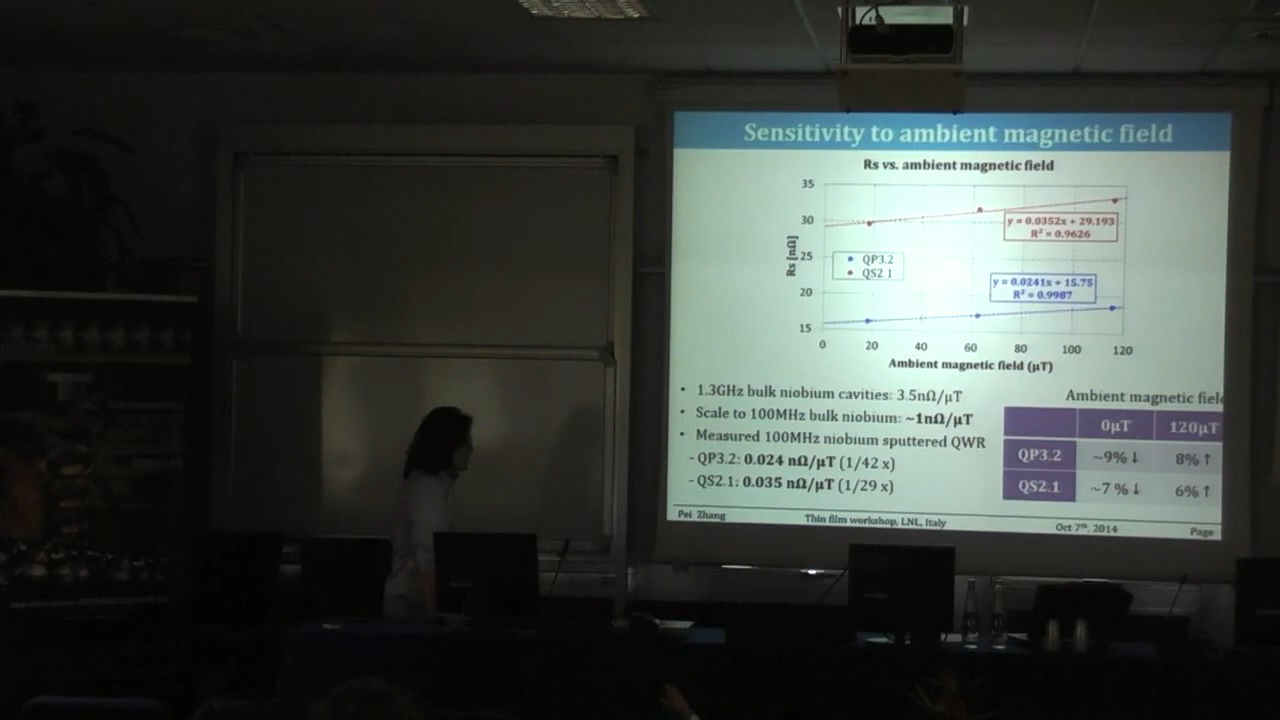 Sensitivity to ambient magnetic field
Rs vs. ambient magnetic field
35
30
25
20
15
Rs [nΩ]
y = 0.0352x + 29.193
R² = 0.9626
QP3.2
QS2.1
y = 0.0241x + 15.75
R² = 0.9987
0 20 40 60 80 100 120
Ambient magnetic field (μT)
• 1.3GHz bulk niobium cavities: 3.5nΩ/μT
• Scale to 100MHz bulk niobium: ~1nΩ/μT
• Measured 100MHz niobium sputtered QWR
- QP3.2: 0.024 nΩ/μT (1/42 x)
- QS2.1: 0.035 nΩ/μT (1/29 x)
Ambient magnetic fiel
0μT 120μT
QP3.2 ~9% ↓ 8% ↑
QS2.1 ~7 % ↓ 6% ↑
Pei Zhang Thin film workshop, LNL, Italy Oct 7th, 2014 Page